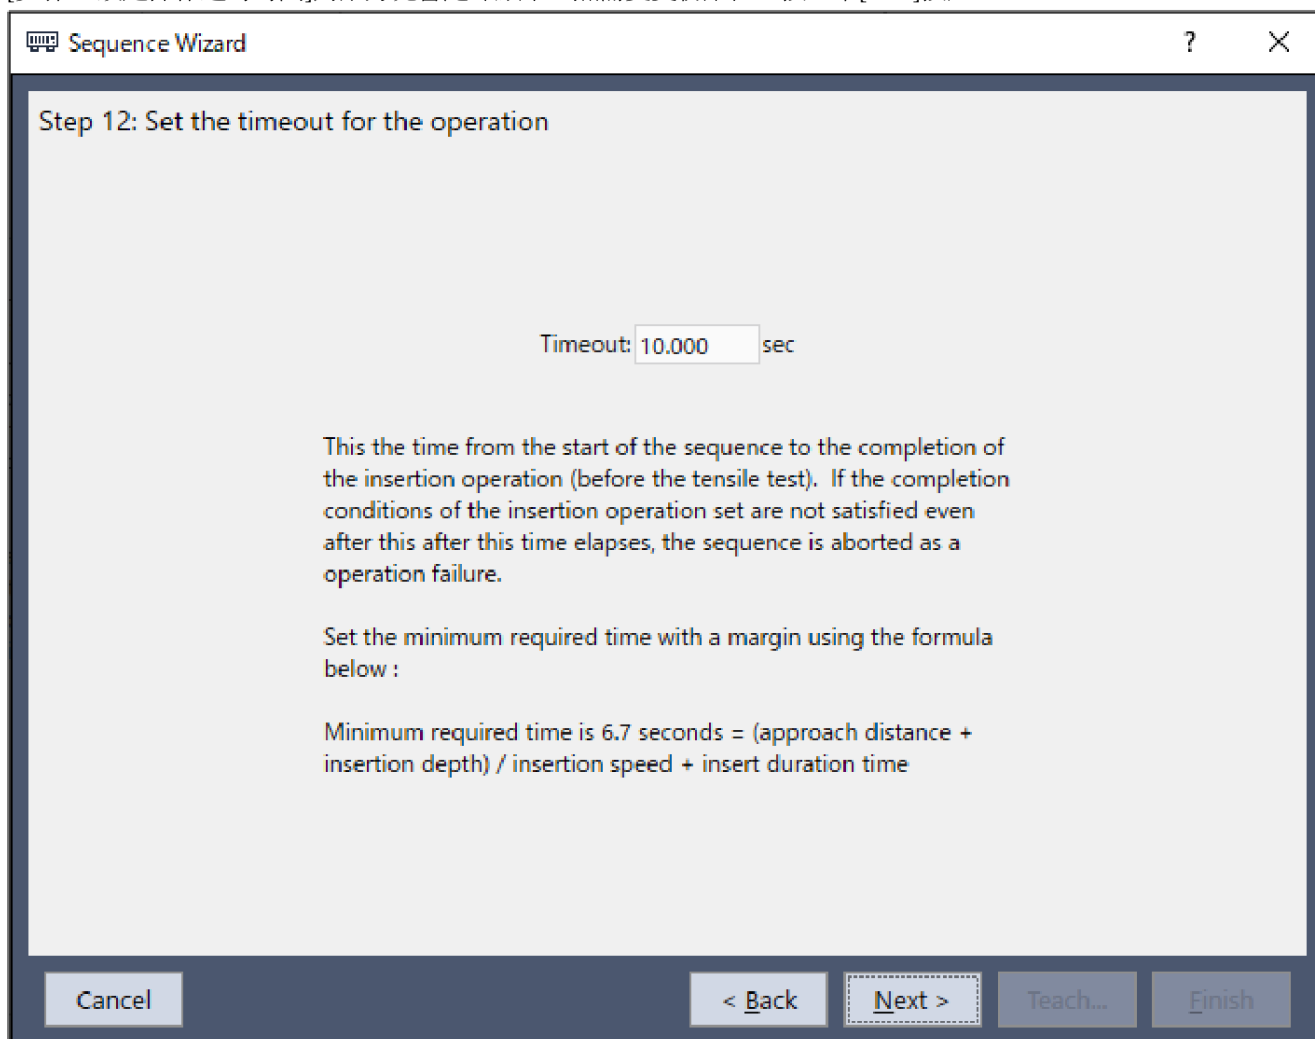 Sequence Wizard
?
Step 12: Set the timeout for the operation
Timeout: 10.000 sec
This the time from the start of the sequence to the completion of
the insertion operation (before the tensile test).  If the completion
conditions of the insertion operation set are not satisfied even
after this after this time elapses, the sequence is aborted as a
operation failure.
Set the minimum required time with a margin using the formula
below :
Minimum required time is 6.7 seconds = (approach distance +
insertion depth) / insertion speed + insert duration time
Cancel
< Back
Next >
Teach...
Finish